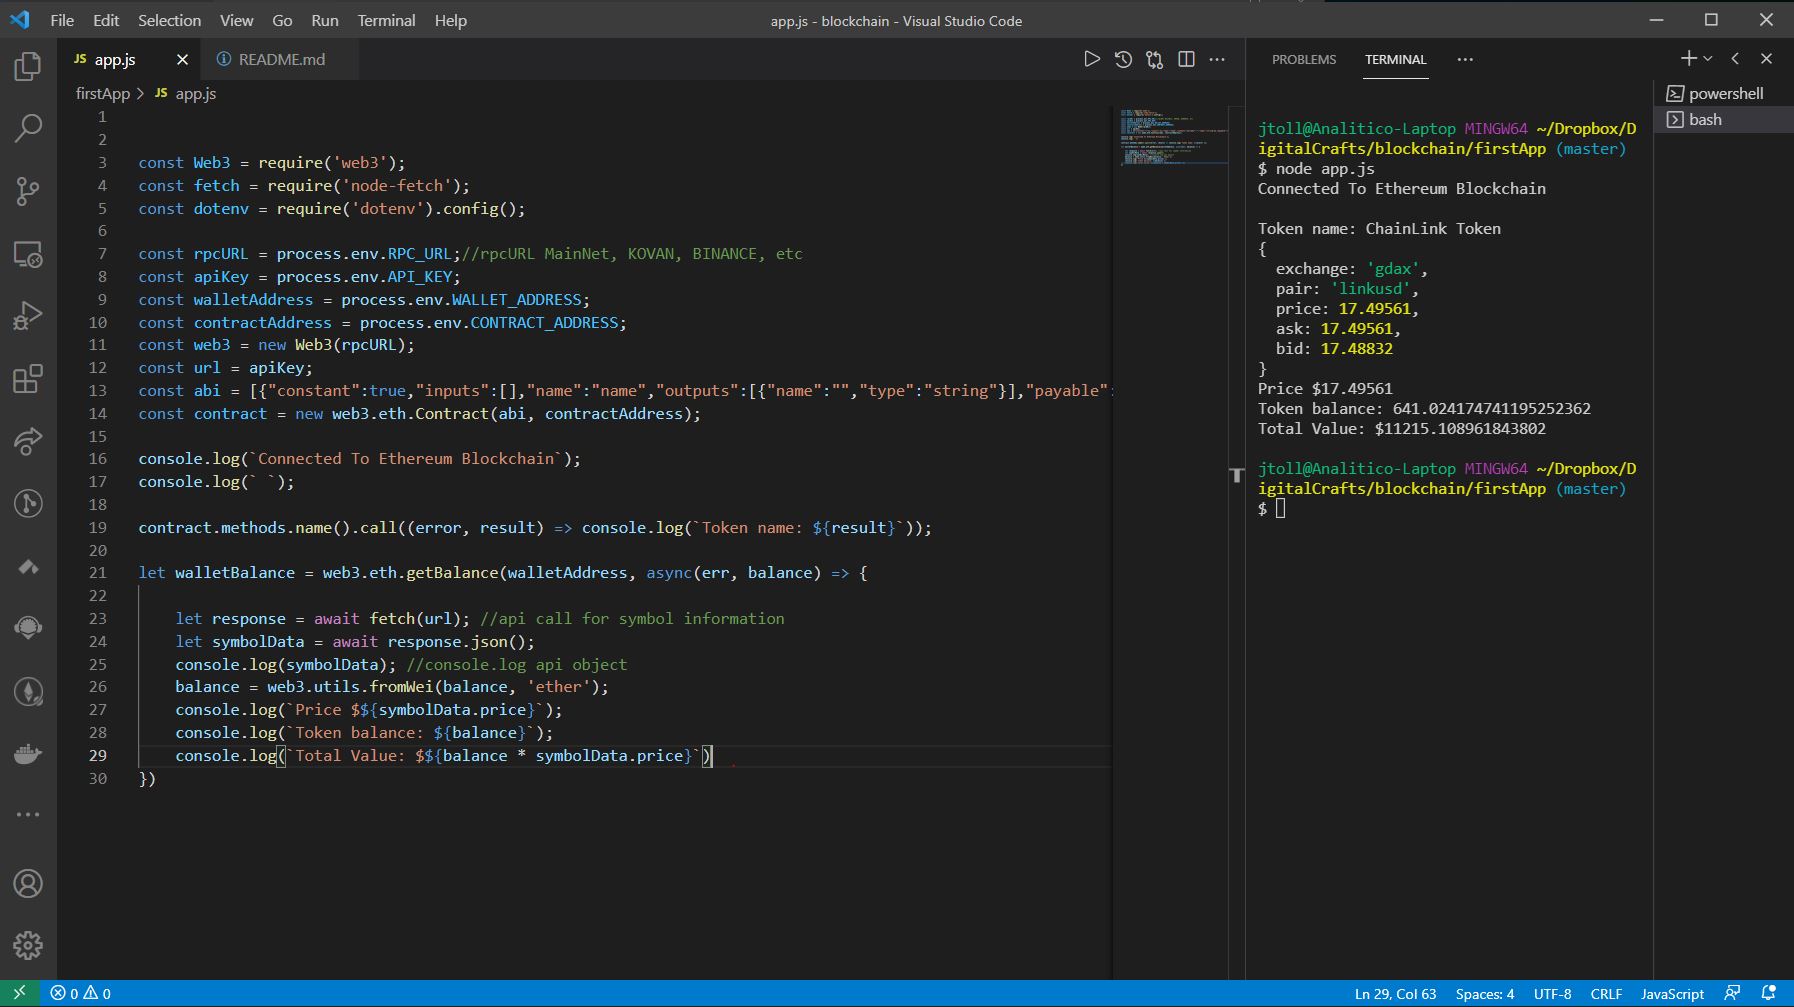 File Edit Selection View Go Run Terminal Help
app.js - blockchain - Visual Studio Code
JS app.js
README.md
firstApp > JS app.js
1
2
3 const Web3 = require('web3');
4 const fetch = require('node-fetch');
5 const dotenv = require('dotenv').config();
6
7 const rpcURL = process.env.RPC_URL;//rpcURL MainNet, KOVAN, BINANCE, etc
8 const apiKey = process.env.API_KEY;
9 const walletAddress = process.env.WALLET_ADDRESS;
10 const contractAddress = process.env.CONTRACT_ADDRESS;
11 const web3 = new Web3(rpcURL);
12 const url = apiKey;
13 const abi = [{"constant":true,"inputs":[],"name":"name","outputs":[{"name":"","type":"string"}],"payable":
14 const contract = new web3.eth.Contract(abi, contractAddress);
15
16 console.log(`Connected To Ethereum Blockchain`);
17 console.log(` `);
18
19 contract.methods.name().call((error, result) => console.log(`Token name: ${result}`));
20
21 let walletBalance = web3.eth.getBalance(walletAddress, async(err, balance) => {
22
23 let response = await fetch(url); //api call for symbol information
24 let symbolData = await response.json();
25 console.log(symbolData); //console.log api object
26 balance = web3.utils.fromWei(balance, 'ether');
27 console.log(`Price $${symbolData.price}`);
28 console.log(`Token balance: ${balance}`);
29 console.log(`Total Value: $${balance * symbolData.price}`)
30 })
PROBLEMS TERMINAL
powershell
bash
jtoll@Analitico-Laptop MINGW64 ~/Dropbox/D
igitalCrafts/blockchain/firstApp (master)
$ node app.js
Connected To Ethereum Blockchain
Token name: ChainLink Token
{
exchange: 'gdax',
pair: 'linkusd',
price: 17.49561,
ask: 17.49561,
bid: 17.48832
}
Price $17.49561
Token balance: 641.024174741195252362
Total Value: $11215.108961843802
jtoll@Analitico-Laptop MINGW64 ~/Dropbox/D
igitalCrafts/blockchain/firstApp (master)
$
0 0
Ln 29, Col 63 Spaces: 4 UTF-8 CRLF JavaScript